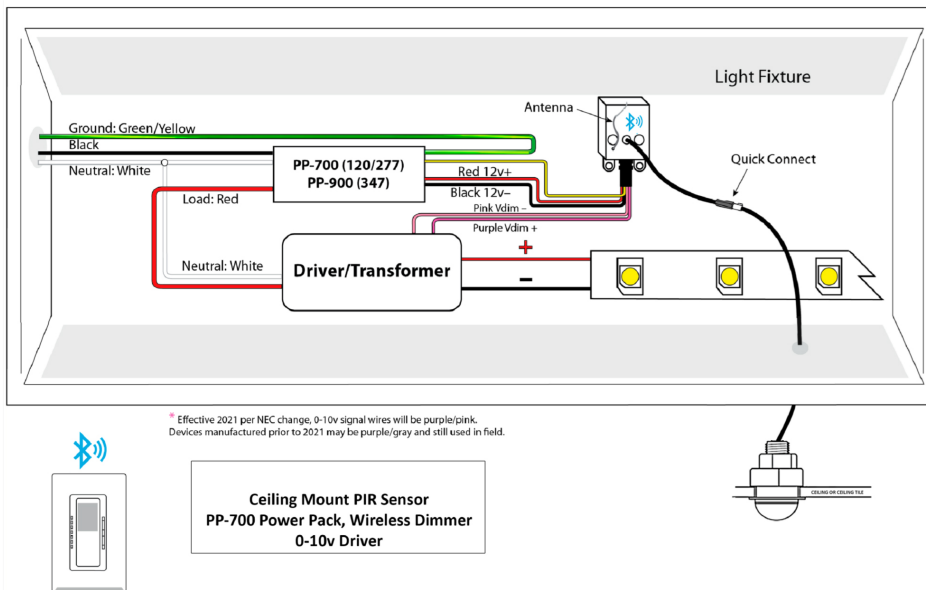 Light Fixture
Antenna
Ground: Green/Yellow
Black
Neutral: White
PP-700 (120/277)
PP-900 (347)
Red 12v+
Black 12v–
Quick Connect
Load: Red
Pink Vdim –
Purple Vdim +
Neutral: White
Driver/Transformer
+
–
* Effective 2021 per NEC change, 0-10v signal wires will be purple/pink.
Devices manufactured prior to 2021 may be purple/gray and still used in field.
CEILING OR CEILING TILE
Ceiling Mount PIR Sensor
PP-700 Power Pack, Wireless Dimmer
0-10v Driver